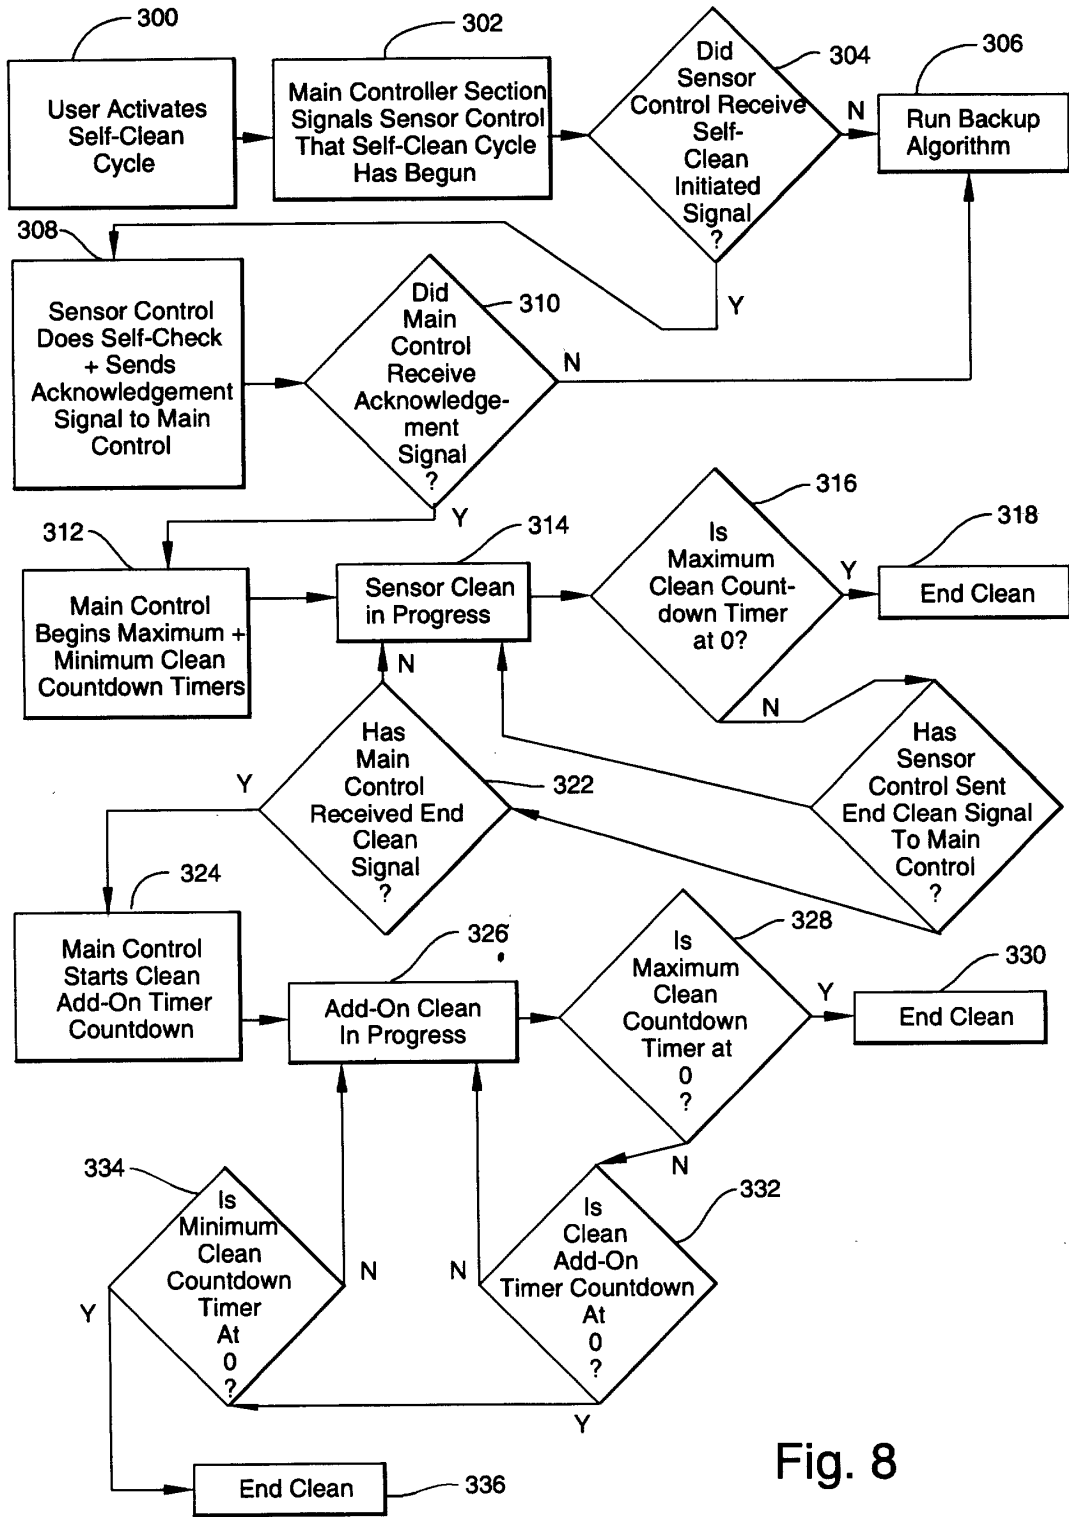 300
User Activates
Self-Clean
Cycle
302
Main Controller Section
Signals Sensor Control
That Self-Clean Cycle
Has Begun
304
Did
Sensor
Control Receive
Self-
Clean
Initiated
Signal
?
N
Y
306
Run Backup
Algorithm
308
Sensor Control
Does Self-Check
+ Sends
Acknowledgement
Signal to Main
Control
310
Did
Main
Control
Receive
Acknowledge-
ment
Signal
?
N
Y
312
Main Control
Begins Maximum +
Minimum Clean
Countdown Timers
314
Sensor Clean
in Progress
316
Is
Maximum
Clean Count-
down Timer
at 0?
Y
N
318
End Clean
Has
Sensor
Control Sent
End Clean Signal
To Main
Control
?
322
Has
Main
Control
Received End
Clean
Signal
?
N
Y
324
Main Control
Starts Clean
Add-On Timer
Countdown
326
Add-On Clean
In Progress
328
Is
Maximum
Clean
Countdown
Timer at
0
?
Y
N
330
End Clean
332
Is
Clean
Add-On
Timer Countdown
At
0
?
N
Y
334
Is
Minimum
Clean
Countdown
Timer
At
0
?
N
Y
End Clean
336
Fig. 8